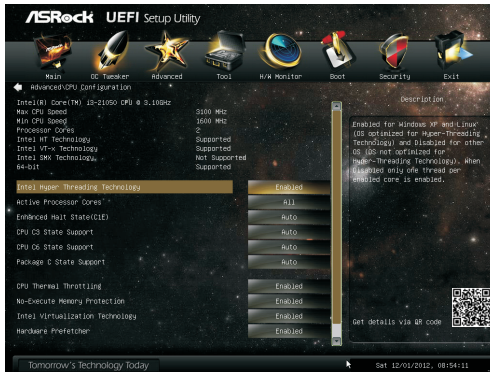 ASRock UEFI Setup Utility
Main OC Tweaker Advanced Tool H/W Monitor Boot Security Exit
Advanced\CPU Configuration
Description
Intel(R) Core(TM) i3-2105O CPU @ 3.10GHz
Max CPU Speed 3100 MHz
Min CPU Speed 1600 MHz
Processor Cores 2
Intel HT Technology Supported
Intel VT-x Technology Supported
Intel SMX Technology Not Supported
64-bit Supported
Enabled for Windows XP and Linux
(OS optimized for Hyper-Threading
Technology) and Disabled for other
OS (OS not optimized for
Hyper-Threading Technology). When
Disabled only one thread per
enabled core is enabled.
Intel Hyper Threading Technology Enabled
Active Processor Cores All
Enhanced Halt State(C1E) Auto
CPU C3 State Support Auto
CPU C6 State Support Auto
Package C State Support Auto
CPU Thermal Throttling Enabled
No-Execute Memory Protection Enabled
Intel Virtualization Technology Enabled
Hardware Prefetcher Enabled
Get details via QR code
Tomorrow's Technology Today
Sat 12/01/2012, 08:54:11